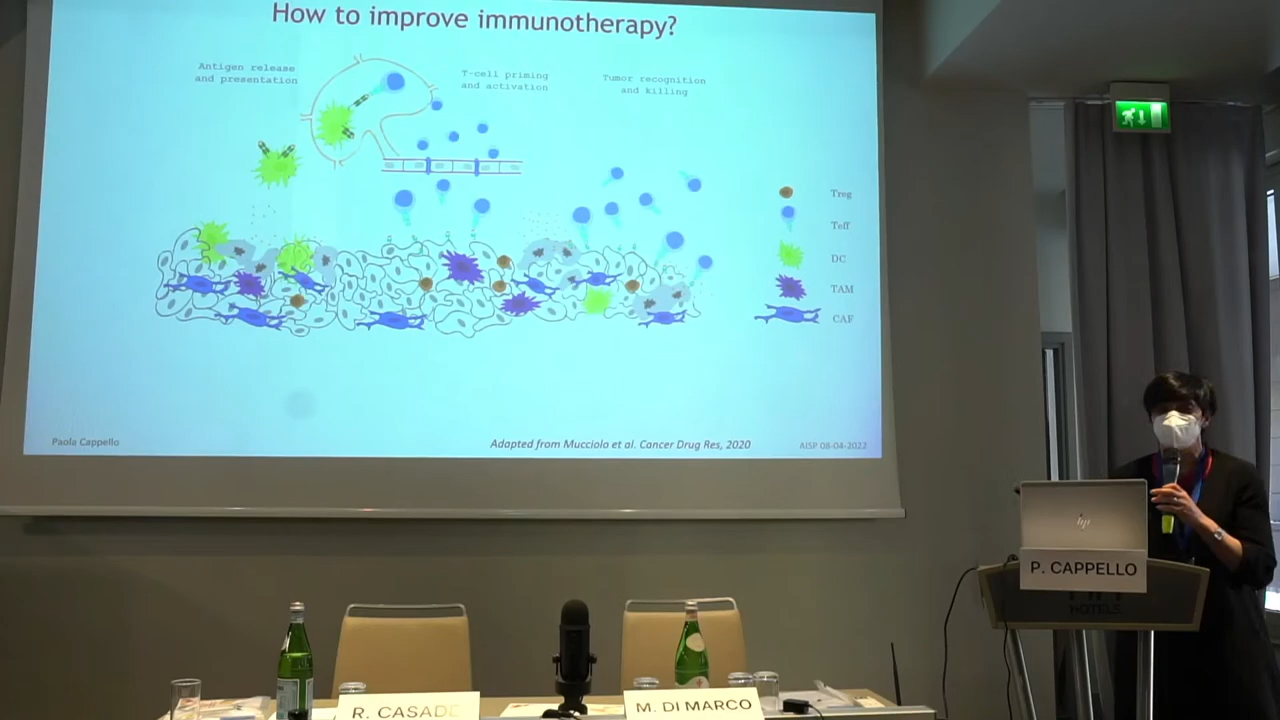 How to improve immunotherapy?
Antigen release
and presentation
T-cell priming
and activation
Tumor recognition
and killing
Treg
Teff
DC
TAM
CAF
Paola Cappello
Adapted from Mucciolo et al. Cancer Drug Res, 2020
AISP 08-04-2022
hp
P. CAPPELLO
HOTELS
R. CASADE
M. DI MARCO